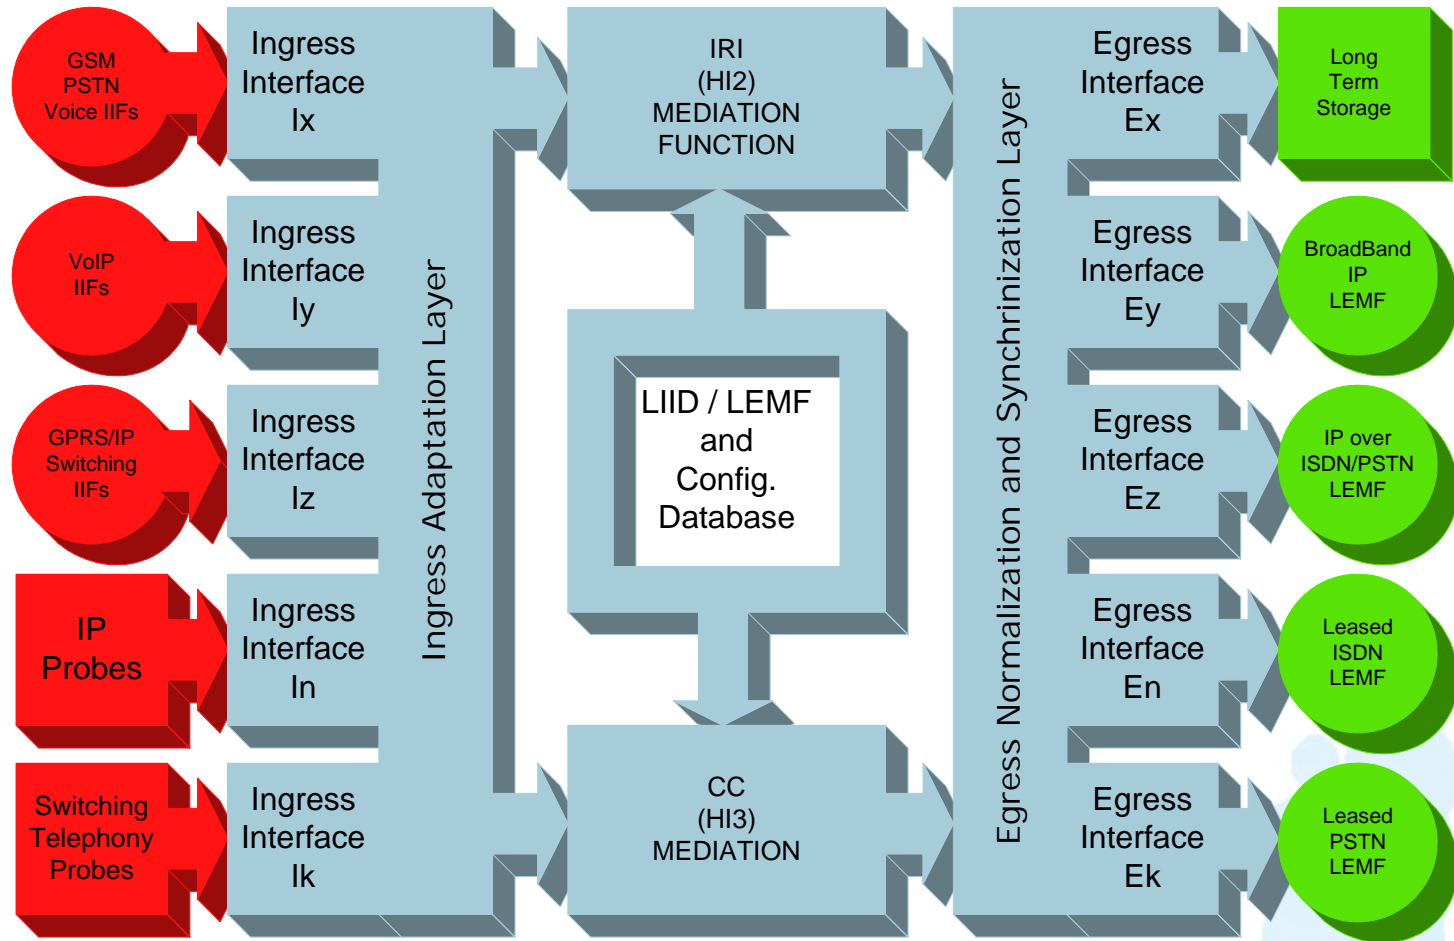 GSM
PSTN
Voice IIFs
Ingress
Interface
Ix
IRI
(HI2)
MEDIATION
FUNCTION
Egress
Interface
Ex
Long
Term
Storage
VoIP
IIFs
Ingress
Interface
Iy
Egress
Interface
Ey
BroadBand
IP
LEMF
Ingress Adaptation Layer
LIID / LEMF
and
Config.
Database
Egress Normalization and Synchrinization Layer
GPRS/IP
Switching
IIFs
Ingress
Interface
Iz
Egress
Interface
Ez
IP over
ISDN/PSTN
LEMF
IP
Probes
Ingress
Interface
In
Egress
Interface
En
Leased
ISDN
LEMF
Switching
Telephony
Probes
Ingress
Interface
Ik
CC
(HI3)
MEDIATION
Egress
Interface
Ek
Leased
PSTN
LEMF